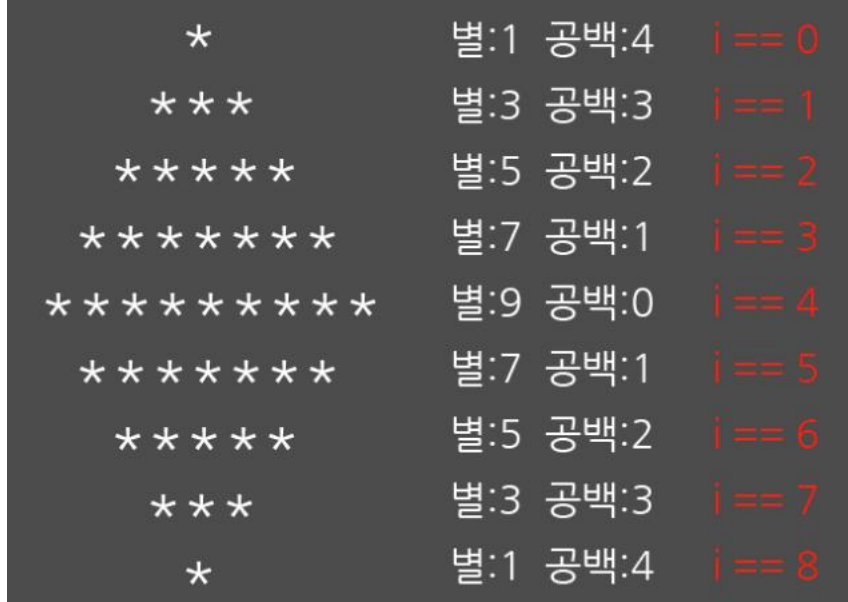 * 별:1 공백:4 i == 0
*** 별:3 공백:3 i == 1
***** 별:5 공백:2 i == 2
******* 별:7 공백:1 i == 3
********* 별:9 공백:0 i == 4
******* 별:7 공백:1 i == 5
***** 별:5 공백:2 i == 6
*** 별:3 공백:3 i == 7
* 별:1 공백:4 i == 8